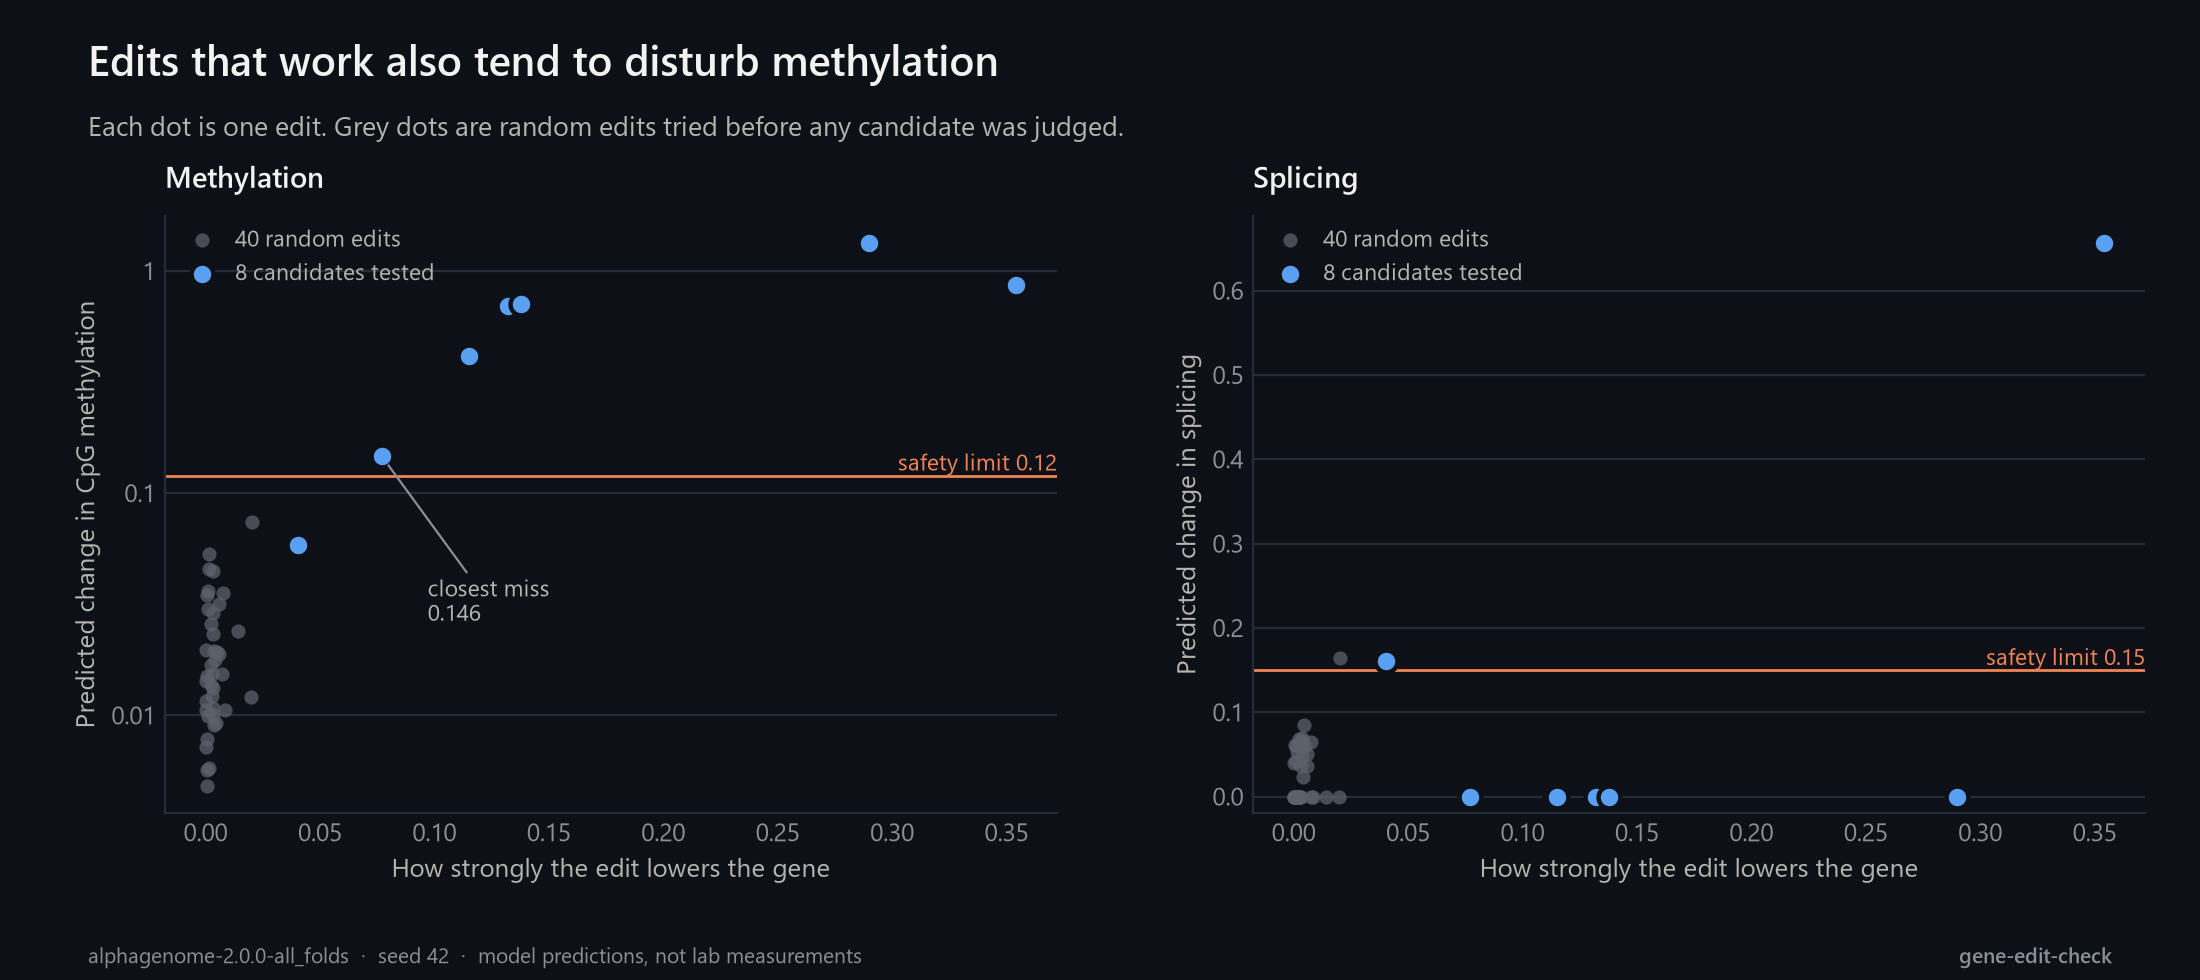 Edits that work also tend to disturb methylation
Each dot is one edit. Grey dots are random edits tried before any candidate was judged.
Methylation
40 random edits
8 candidates tested
1
0.1
0.01
Predicted change in CpG methylation
safety limit 0.12
closest miss
0.146
0.00 0.05 0.10 0.15 0.20 0.25 0.30 0.35
How strongly the edit lowers the gene
Splicing
40 random edits
8 candidates tested
0.6
0.5
0.4
0.3
0.2
0.1
0.0
Predicted change in splicing
safety limit 0.15
0.00 0.05 0.10 0.15 0.20 0.25 0.30 0.35
How strongly the edit lowers the gene
alphagenome-2.0.0-all_folds · seed 42 · model predictions, not lab measurements
gene-edit-check